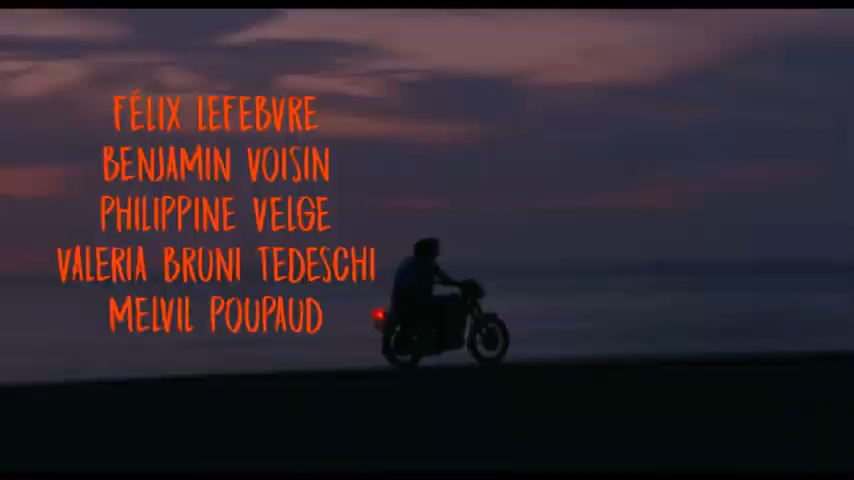 FÉLIX LEFEBVRE
BENJAMIN VOISIN
PHILIPPINE VELGE
VALERIA BRUNI TEDESCHI
MELVIL POUPAUD